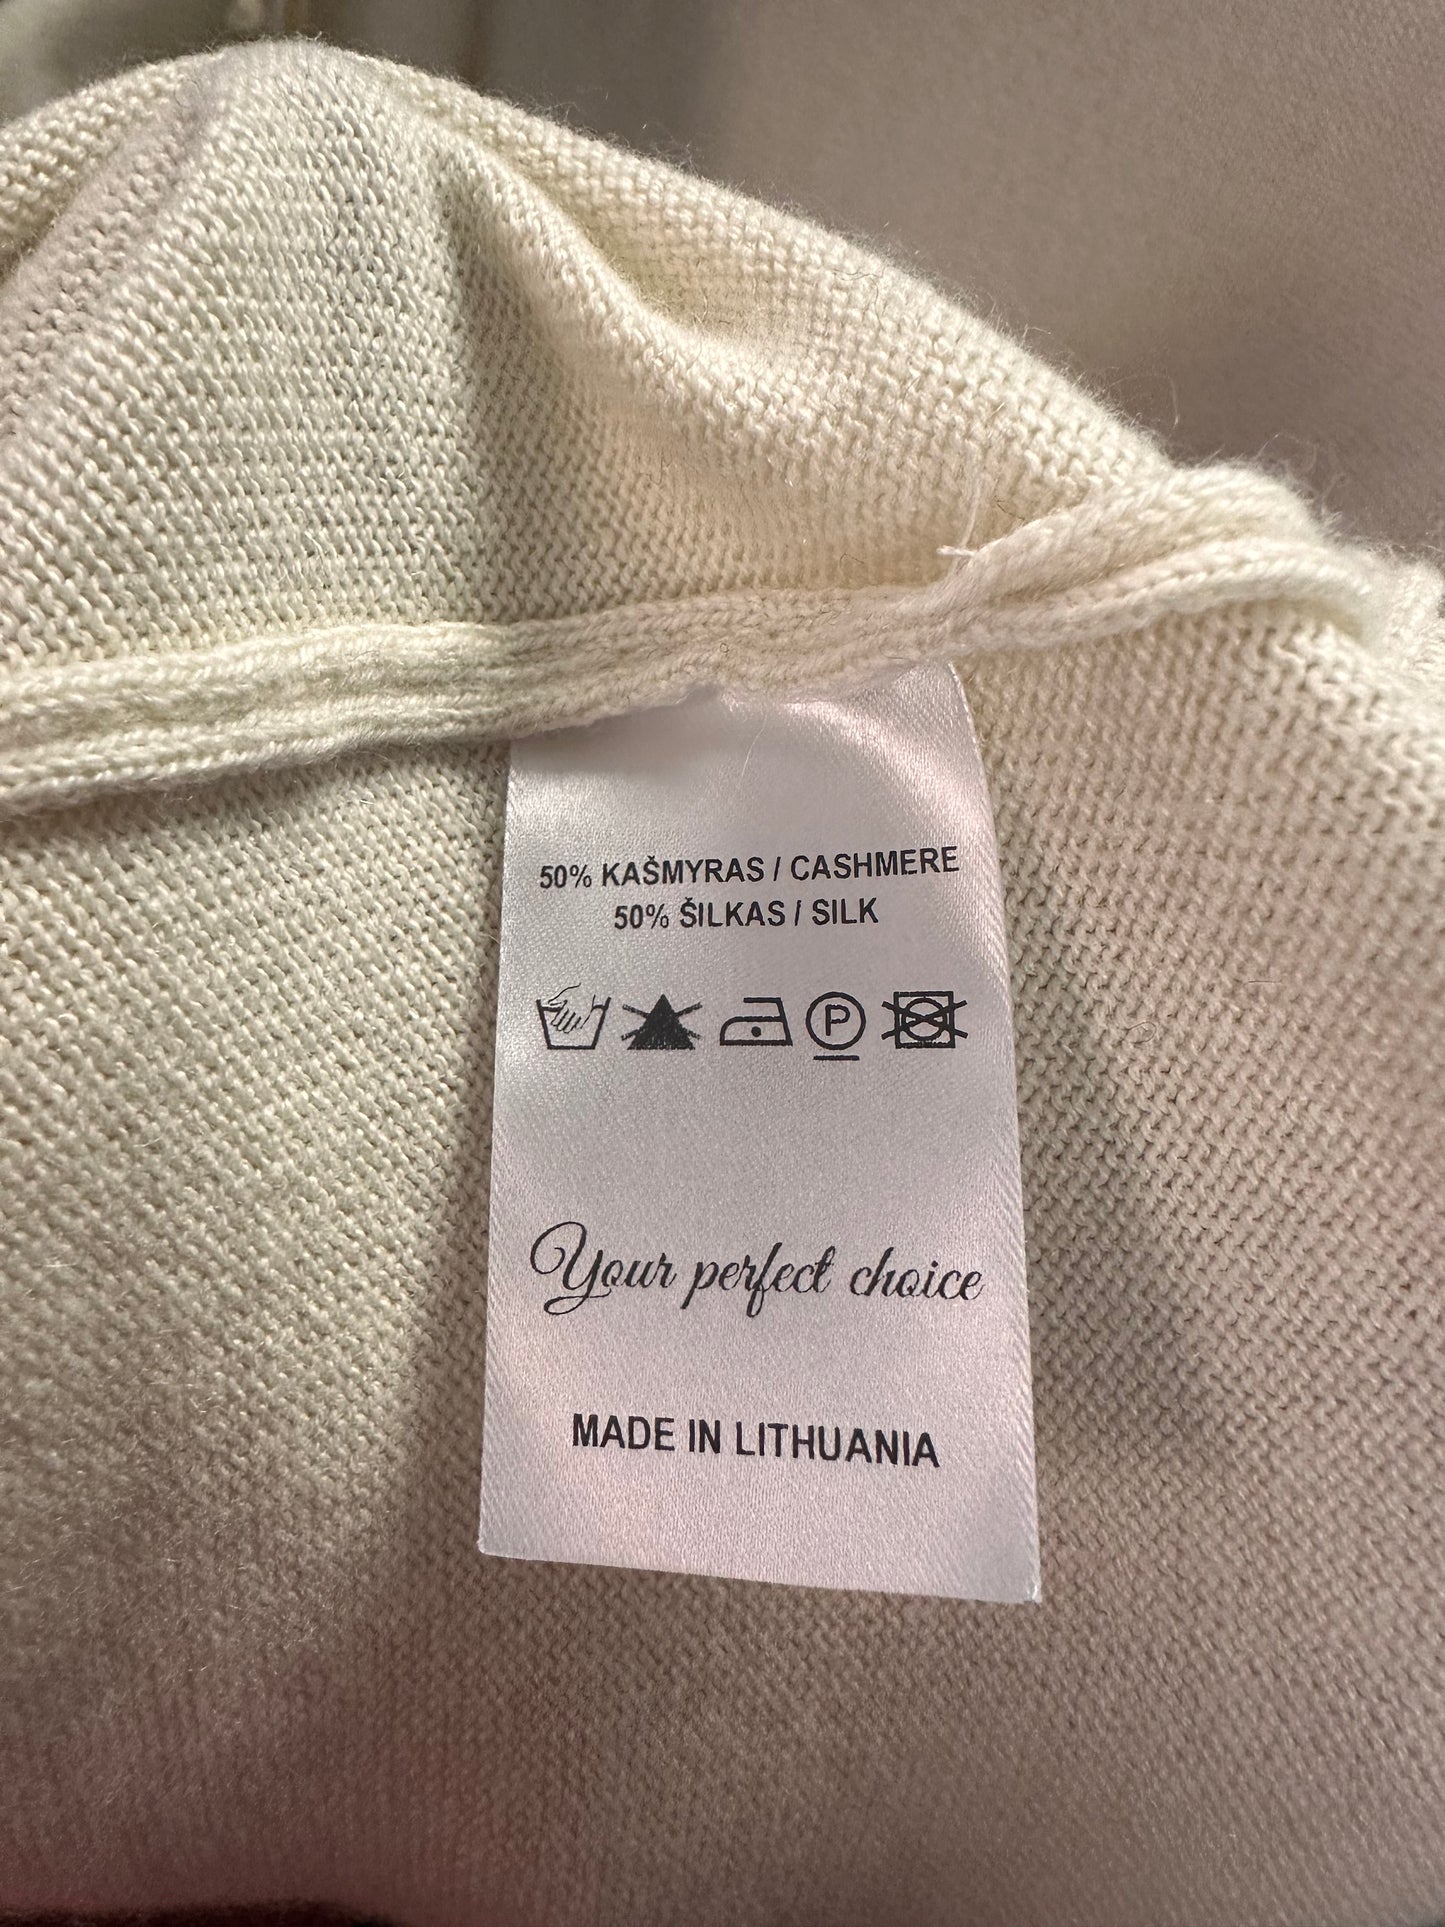 50% KAŠMYRAS / CASHMERE
50% ŠILKAS / SILK
P
Your perfect choice
MADE IN LITHUANIA